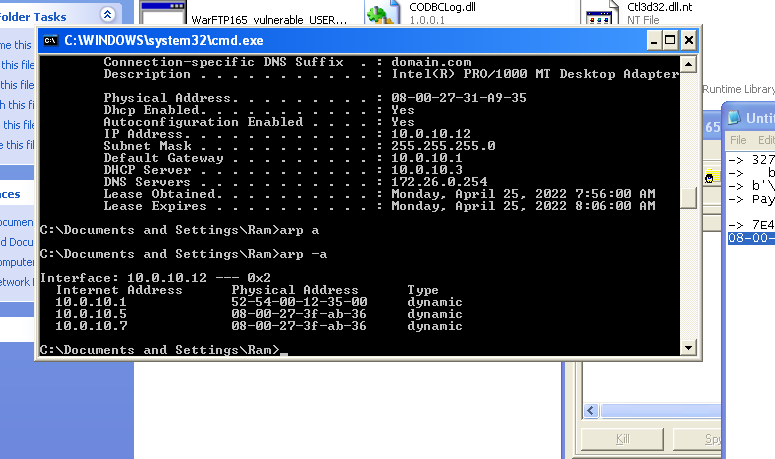 Folder Tasks
WarFTP165_vulnerable_USER...
CODBCLog.dll
1.0.0.1
Ctl3d32.dll.nt
NT File
C:\WINDOWS\system32\cmd.exe
Connection-specific DNS Suffix . : domain.com
Description . . . . . . . . . . . : Intel(R) PRO/1000 MT Desktop Adapter
Physical Address. . . . . . . . . : 08-00-27-31-A9-35
Dhcp Enabled. . . . . . . . . . . : Yes
Autoconfiguration Enabled . . . . : Yes
IP Address. . . . . . . . . . . . : 10.0.10.12
Subnet Mask . . . . . . . . . . . : 255.255.255.0
Default Gateway . . . . . . . . . : 10.0.10.1
DHCP Server . . . . . . . . . . . : 10.0.10.3
DNS Servers . . . . . . . . . . . : 172.26.0.254
Lease Obtained. . . . . . . . . . : Monday, April 25, 2022 7:56:00 AM
Lease Expires . . . . . . . . . . : Monday, April 25, 2022 8:06:00 AM
C:\Documents and Settings\Ram>arp a
C:\Documents and Settings\Ram>arp -a
Interface: 10.0.10.12 --- 0x2
Internet Address Physical Address Type
10.0.10.1 52-54-00-12-35-00 dynamic
10.0.10.5 08-00-27-3f-ab-36 dynamic
10.0.10.7 08-00-27-3f-ab-36 dynamic
C:\Documents and Settings\Ram>_
me this
this file
this file
h this
this file
e this file
aces
ocumen
d Docu
omputer
etwork
Runtime Library
65
Untit
File Edit
-> 327
-> b
-> b'\
-> Pay
-> 7E4
08-00-
Kill
Spy